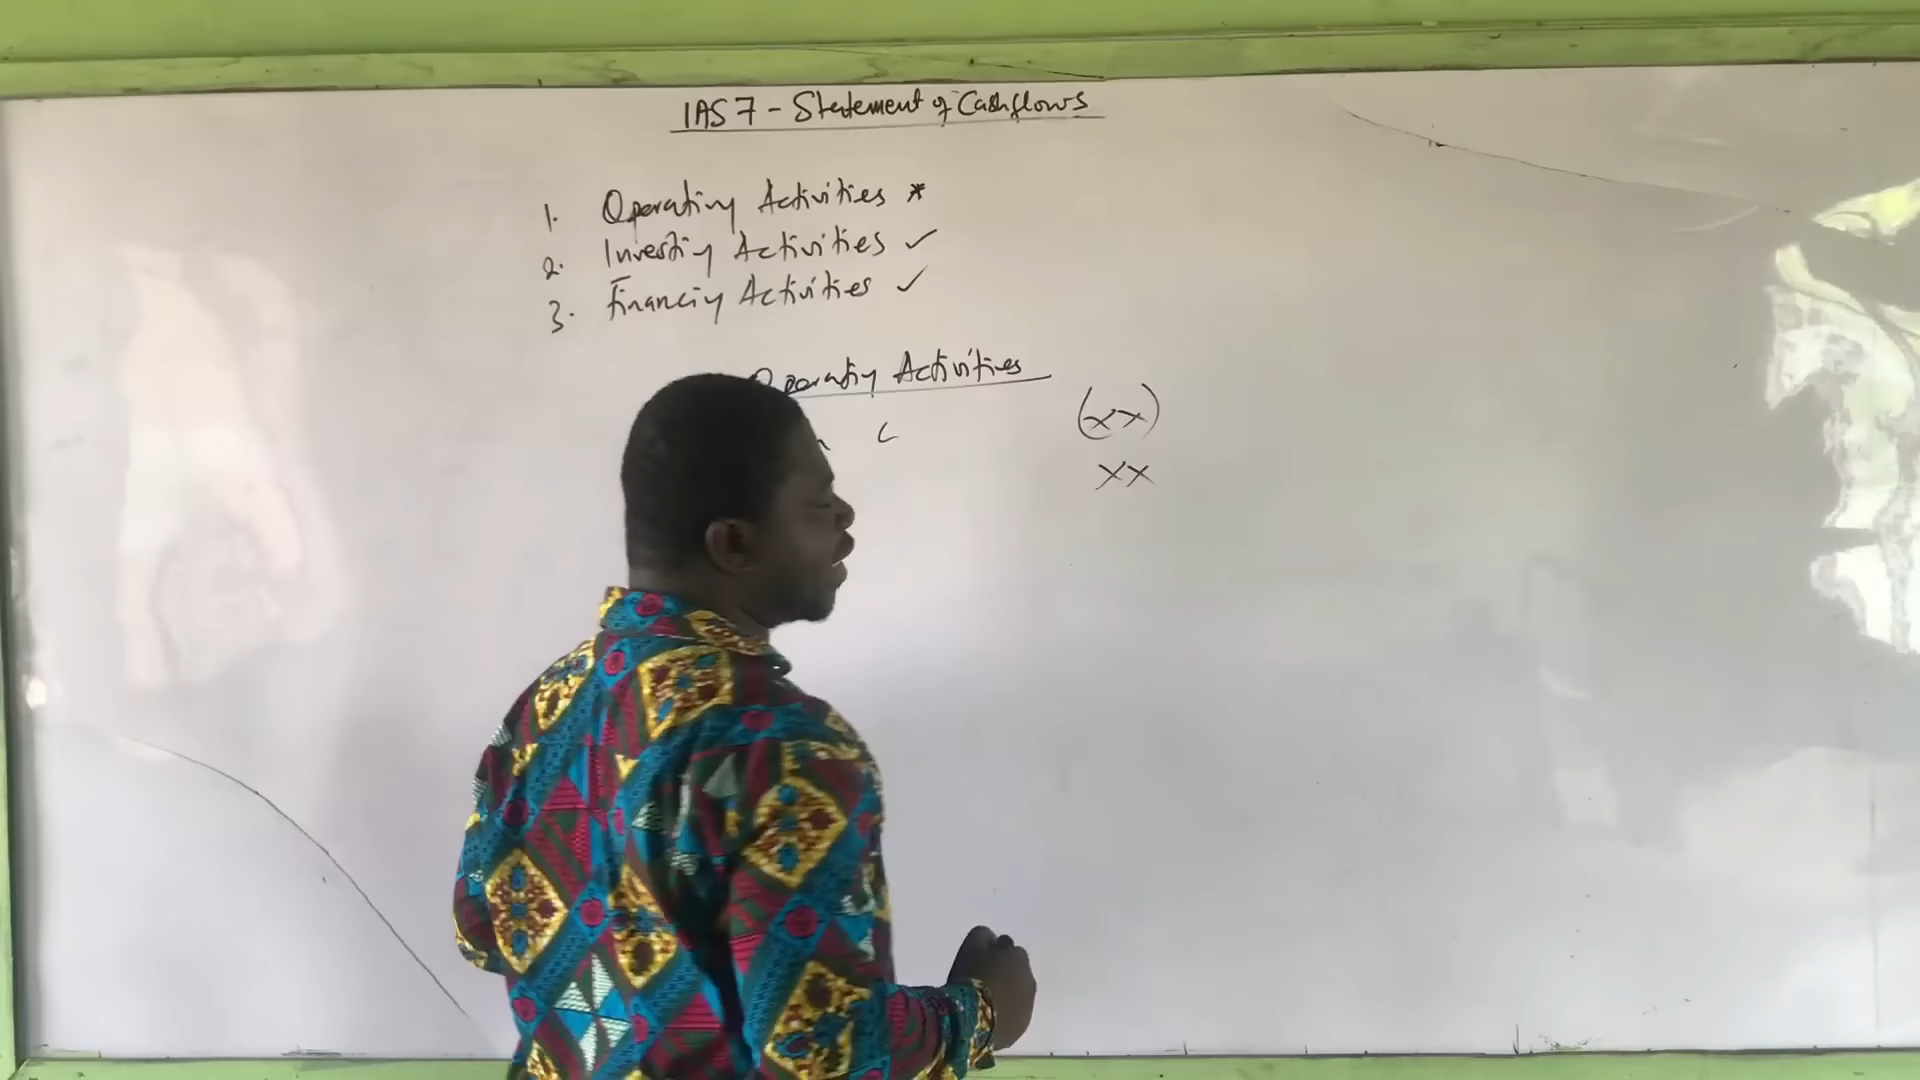 IAS 7 - Statement of Cashflows
1. Operating Activities *
2. Investing Activities ✓
3. Financing Activities ✓
Operating Activities
(xx)
xx